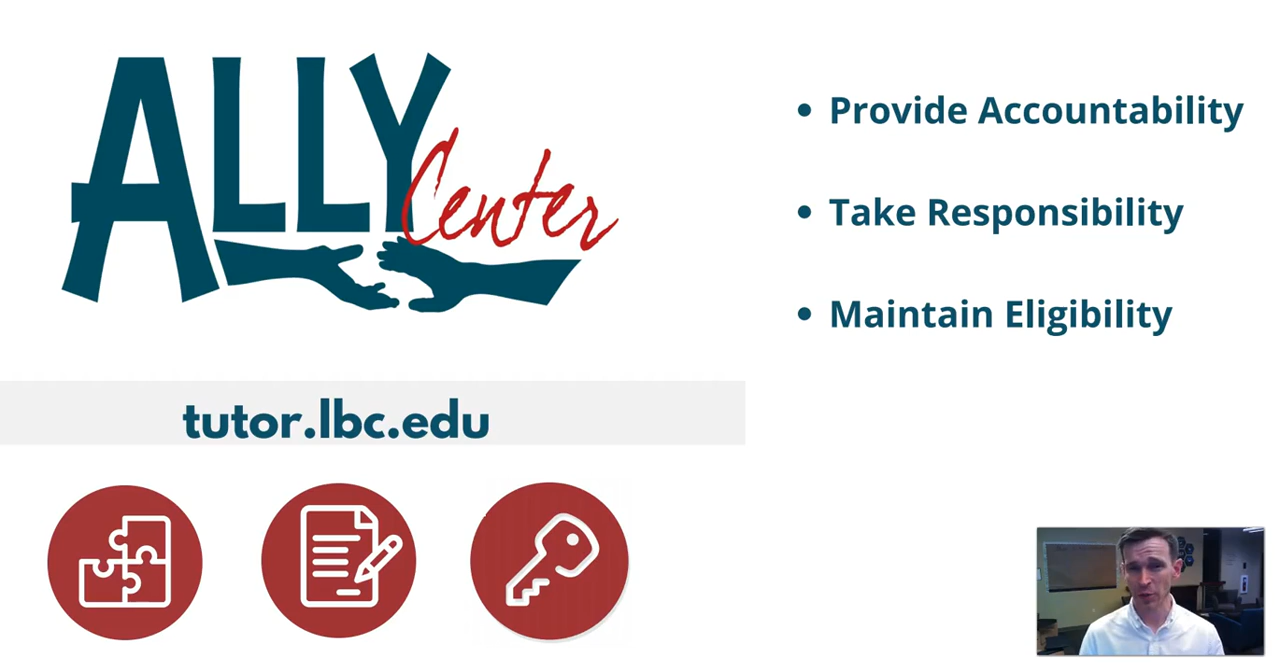 ALLY Center
tutor.lbc.edu
• Provide Accountability
• Take Responsibility
• Maintain Eligibility